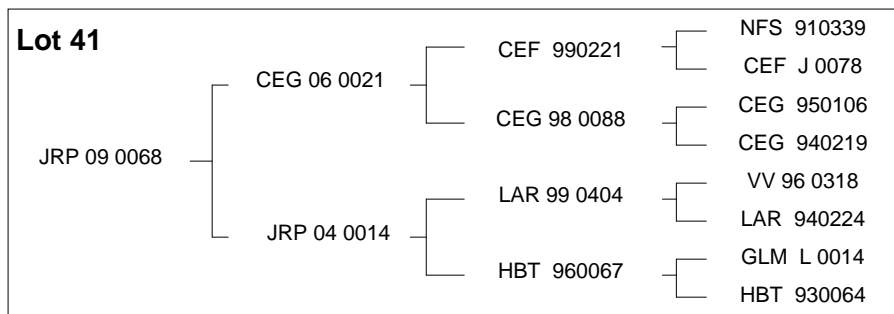 Lot 41
JRP 09 0068
CEG 06 0021
JRP 04 0014
CEF 990221
CEG 98 0088
LAR 99 0404
HBT 960067
NFS 910339
CEF J 0078
CEG 950106
CEG 940219
VV 96 0318
LAR 940224
GLM L 0014
HBT 930064